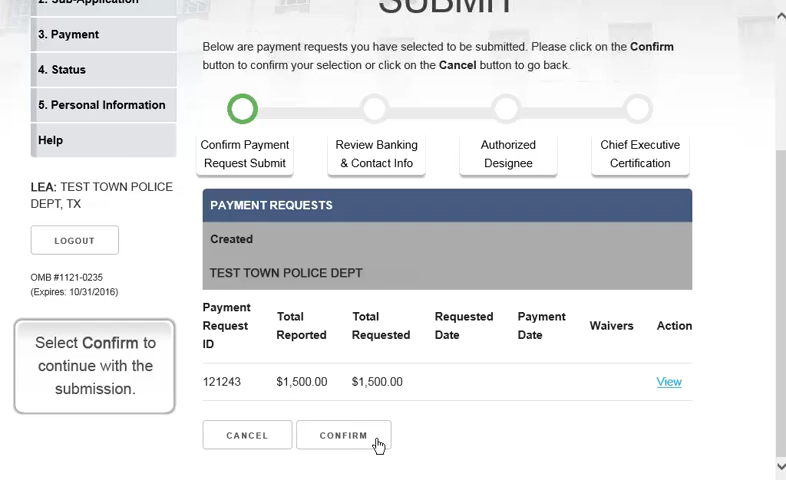 SUBMIT
2. Sub-Application
3. Payment
4. Status
5. Personal Information
Help
LEA: TEST TOWN POLICE
DEPT, TX
LOGOUT
OMB #1121-0235
(Expires: 10/31/2016)
Select Confirm to
continue with the
submission.
Below are payment requests you have selected to be submitted. Please click on the Confirm
button to confirm your selection or click on the Cancel button to go back.
Confirm Payment
Request Submit
Review Banking
& Contact Info
Authorized
Designee
Chief Executive
Certification
PAYMENT REQUESTS
Created
TEST TOWN POLICE DEPT
Payment
Request
ID
Total
Reported
Total
Requested
Requested
Date
Payment
Date
Waivers
Action
121243 $1,500.00 $1,500.00 View
CANCEL
CONFIRM